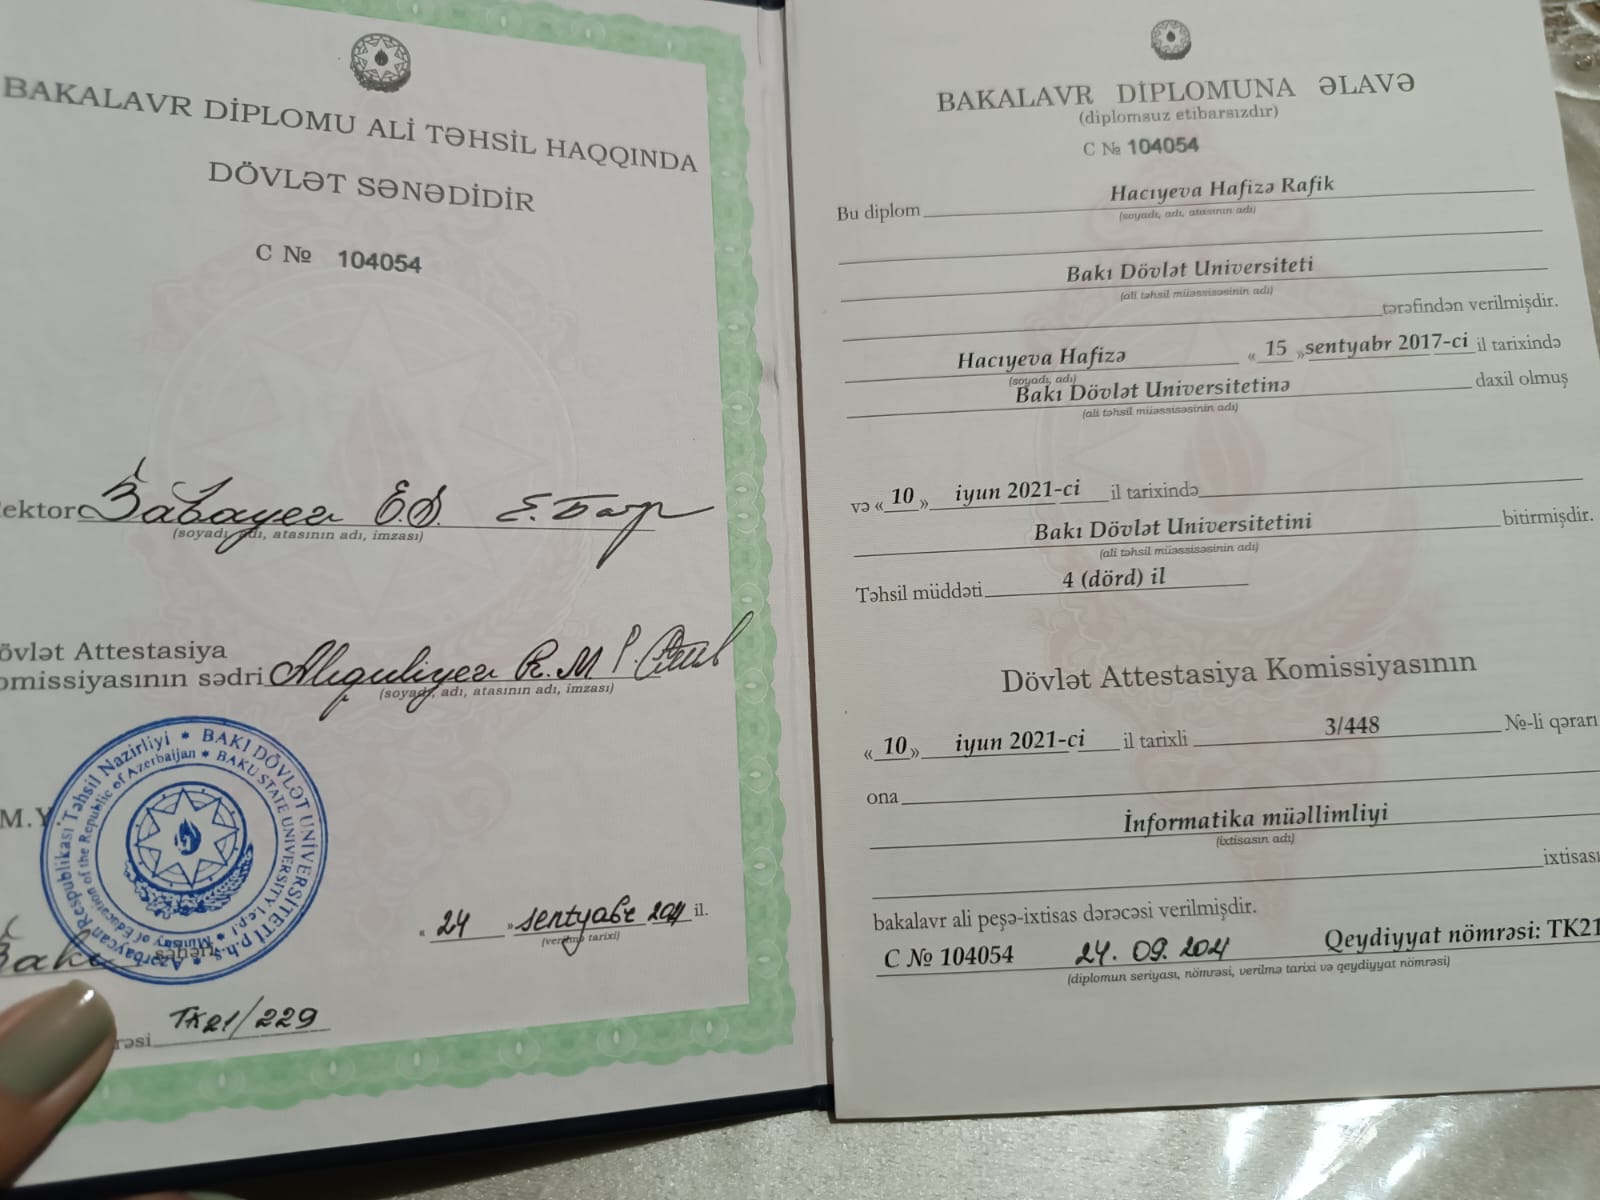 BAKALAVR DİPLOMU ALİ TƏHSİL HAQQINDA
DÖVLƏT SƏNƏDİDİR
C № 104054
ektor Babayev E.S. E.
(soyadı, adı, atasının adı, imzası)
övlət Attestasiya
omissiyasının sədri Əliquliyev R.M
(soyadı, adı, atasının adı, imzası)
M.Y.
Azərbaycan Respublikası Təhsil Nazirliyi * BAKI DÖVLƏT UNİVERSİTETİ p.h.ş.
Ministry of Education of the Republic of Azerbaijan * BAKU STATE UNIVERSITY l.e.p.l. *
Bakı şəhəri
« 24 » sentyabr 2021 il.
(verilmə tarixi)
rəsi TK21/229
BAKALAVR DİPLOMUNA ƏLAVƏ
(diplomsuz etibarsızdır)
C № 104054
Bu diplom Hacıyeva Hafizə Rafik
(soyadı, adı, atasının adı)
Bakı Dövlət Universiteti
(ali təhsil müəssisəsinin adı)
tərəfindən verilmişdir.
Hacıyeva Hafizə « 15 » sentyabr 2017-ci il tarixində
(soyadı, adı)
Bakı Dövlət Universitetinə daxil olmuş
(ali təhsil müəssisəsinin adı)
və « 10 » iyun 2021-ci il tarixində
Bakı Dövlət Universitetini bitirmişdir.
(ali təhsil müəssisəsinin adı)
Təhsil müddəti 4 (dörd) il
Dövlət Attestasiya Komissiyasının
« 10 » iyun 2021-ci il tarixli 3/448 №-li qərarı
ona
İnformatika müəllimliyi
(ixtisasın adı)
ixtisası
bakalavr ali peşə-ixtisas dərəcəsi verilmişdir.
C № 104054 24.09.2021 Qeydiyyat nömrəsi: TK21
(diplomun seriyası, nömrəsi, verilmə tarixi və qeydiyyat nömrəsi)